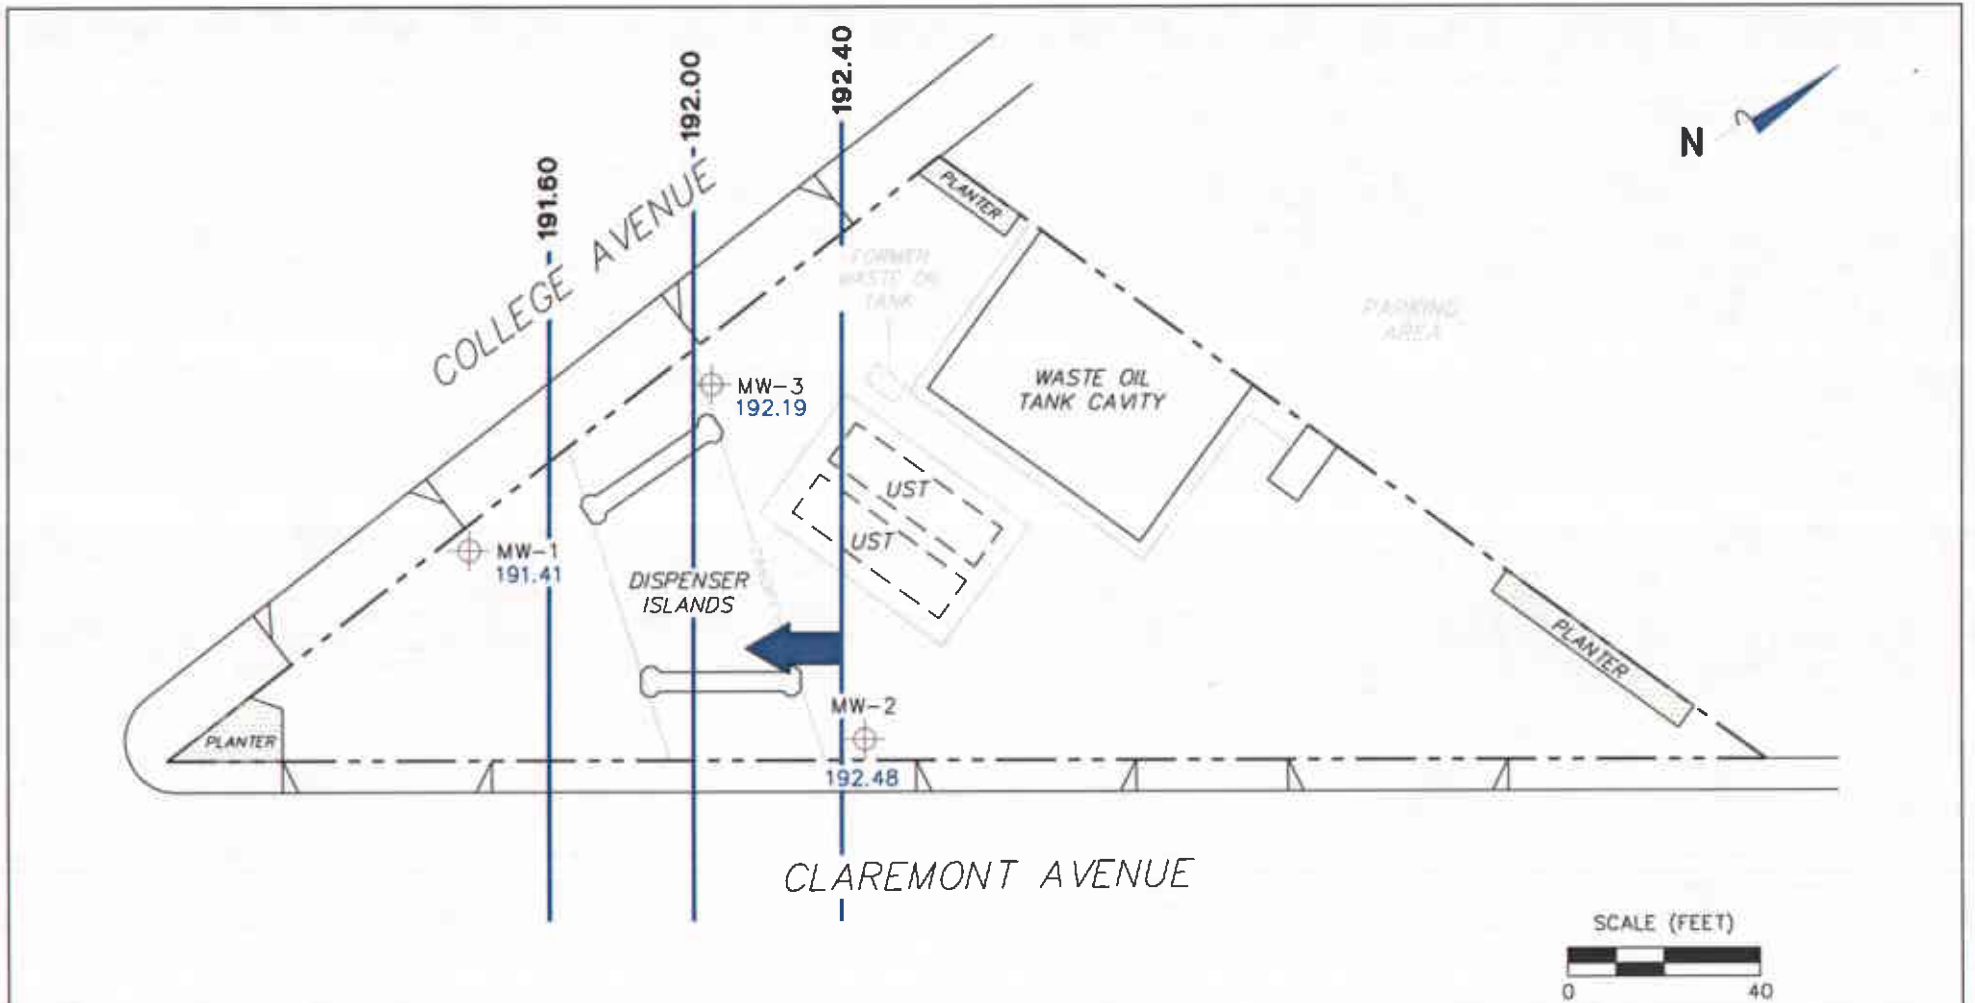 192.40
192.00
191.60
N
COLLEGE AVENUE
PLANTER
FORMER
WASTE OIL
TANK
PARKING
AREA
WASTE OIL
TANK CAVITY
MW-3
192.19
UST
UST
MW-1
191.41
DISPENSER
ISLANDS
PLANTER
MW-2
PLANTER
192.48
CLAREMONT AVENUE
SCALE (FEET)
0 40